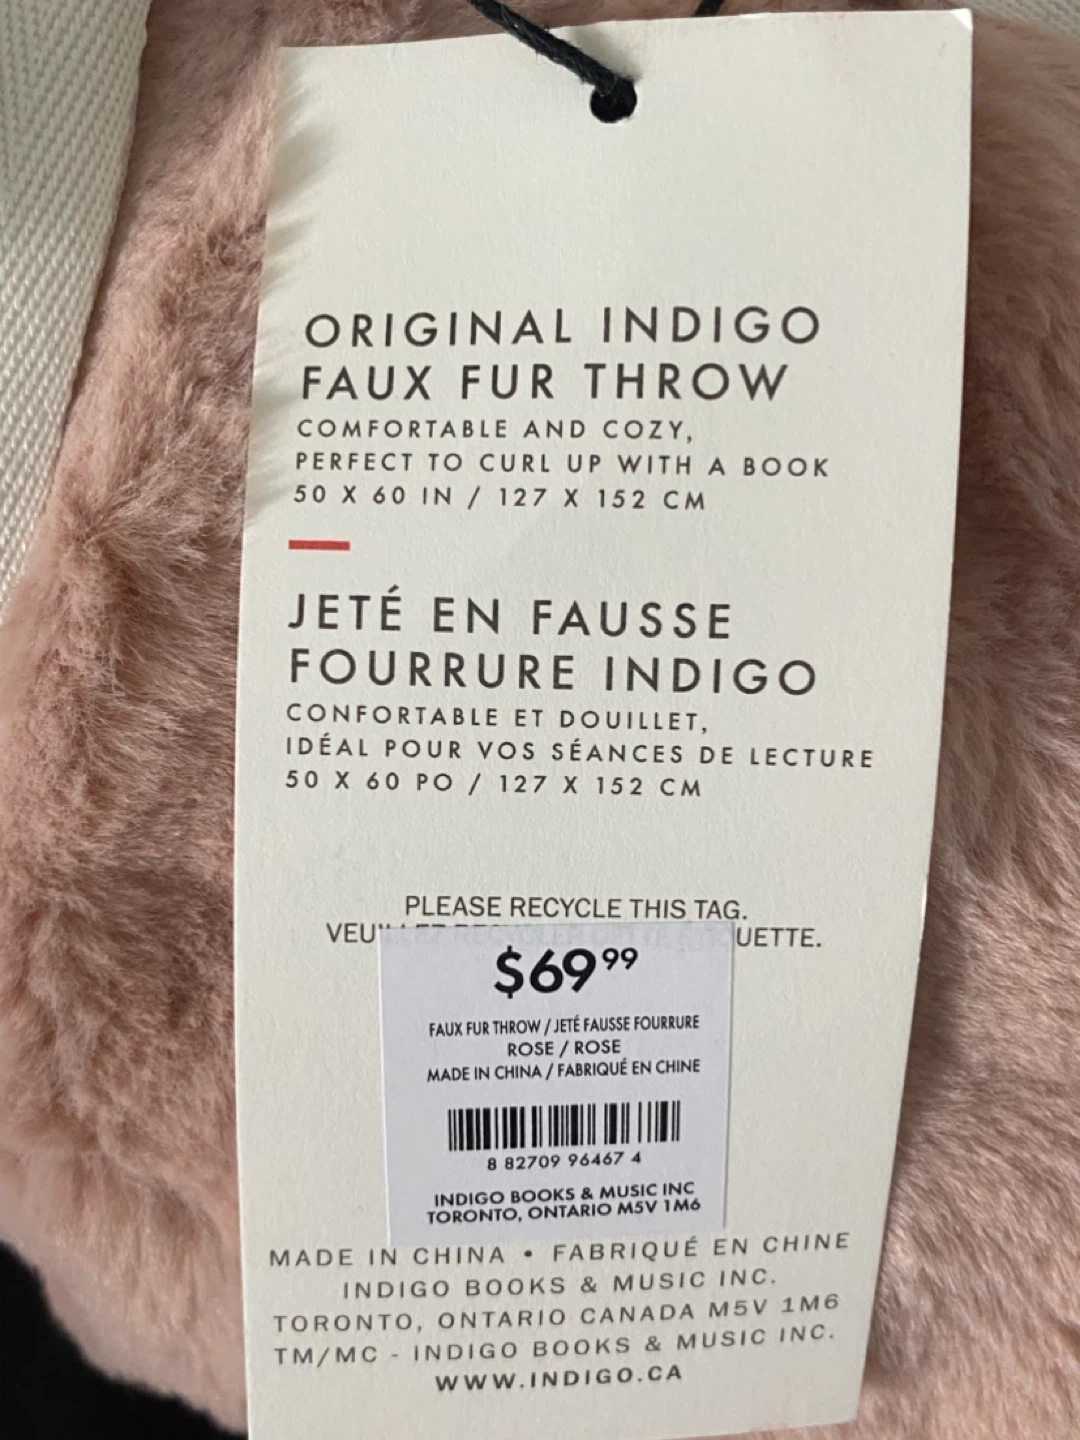 ORIGINAL INDIGO
FAUX FUR THROW
COMFORTABLE AND COZY,
PERFECT TO CURL UP WITH A BOOK
50 X 60 IN / 127 X 152 CM
JETÉ EN FAUSSE
FOURRURE INDIGO
CONFORTABLE ET DOUILLET,
IDÉAL POUR VOS SÉANCES DE LECTURE
50 X 60 PO / 127 X 152 CM
PLEASE RECYCLE THIS TAG.
$69.99
FAUX FUR THROW / JETÉ FAUSSE FOURRURE
ROSE / ROSE
MADE IN CHINA / FABRIQUÉ EN CHINE
8 82709 96467 4
INDIGO BOOKS & MUSIC INC
TORONTO, ONTARIO M5V 1M6
MADE IN CHINA • FABRIQUÉ EN CHINE
INDIGO BOOKS & MUSIC INC.
TORONTO, ONTARIO CANADA M5V 1M6
TM/MC - INDIGO BOOKS & MUSIC INC.
WWW.INDIGO.CA